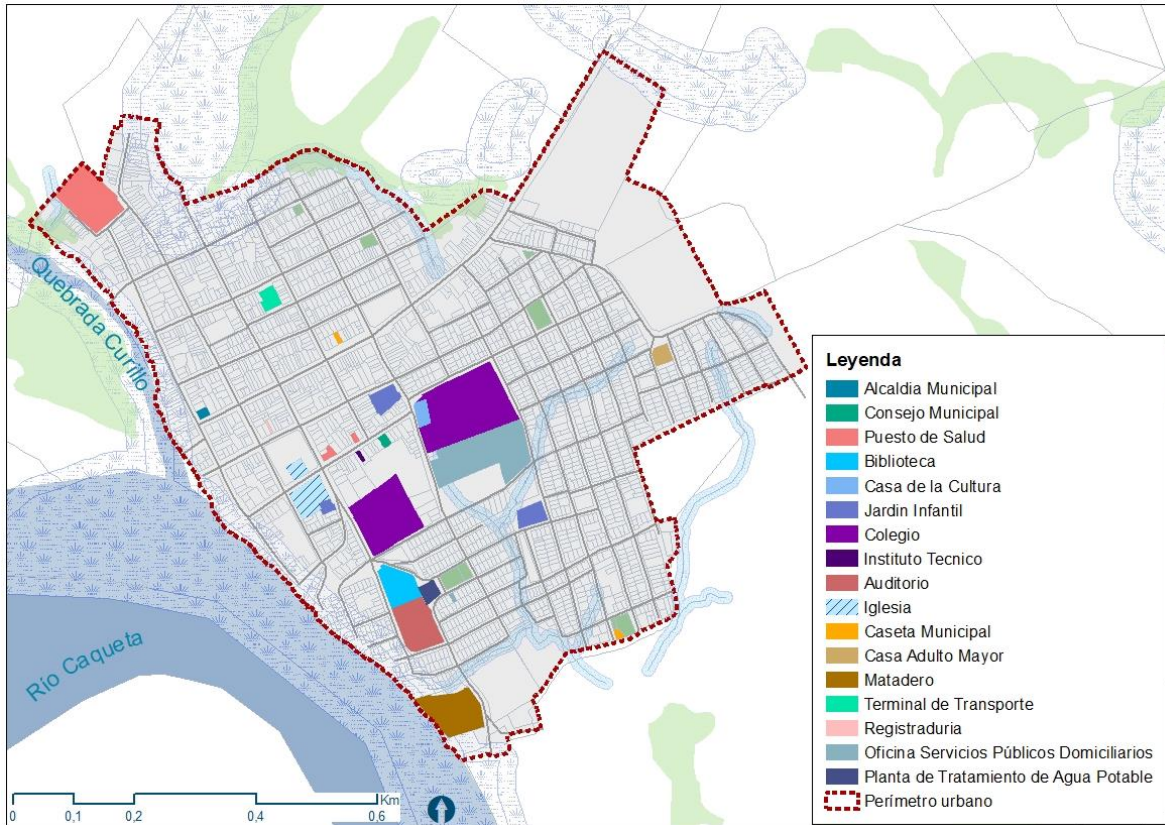 Quebrada Curillo
Río Caqueta
Km
0
0,1
0,2
0,4
0,6
Leyenda
Alcaldia Municipal
Consejo Municipal
Puesto de Salud
Biblioteca
Casa de la Cultura
Jardin Infantil
Colegio
Instituto Tecnico
Auditorio
Iglesia
Caseta Municipal
Casa Adulto Mayor
Matadero
Terminal de Transporte
Registraduria
Oficina Servicios Públicos Domiciliarios
Planta de Tratamiento de Agua Potable
Perímetro urbano